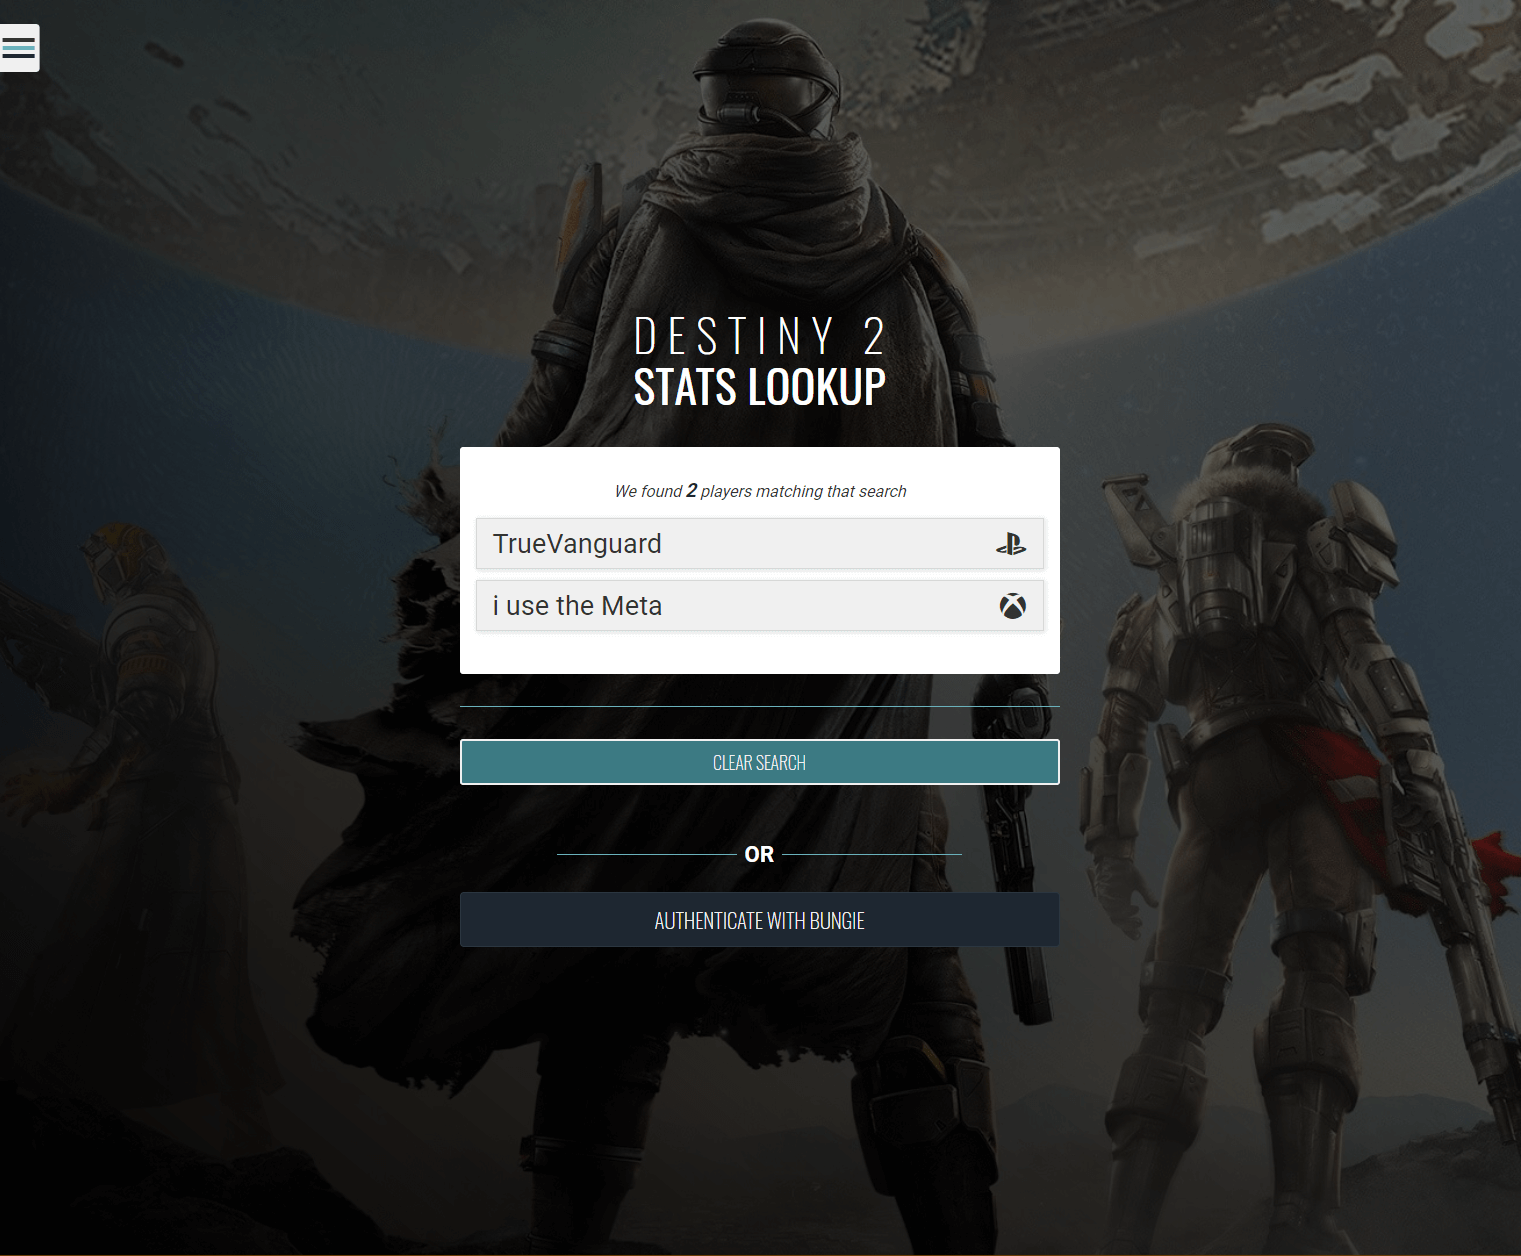 DESTINY 2
STATS LOOKUP
We found 2 players matching that search
TrueVanguard
i use the Meta
CLEAR SEARCH
OR
AUTHENTICATE WITH BUNGIE